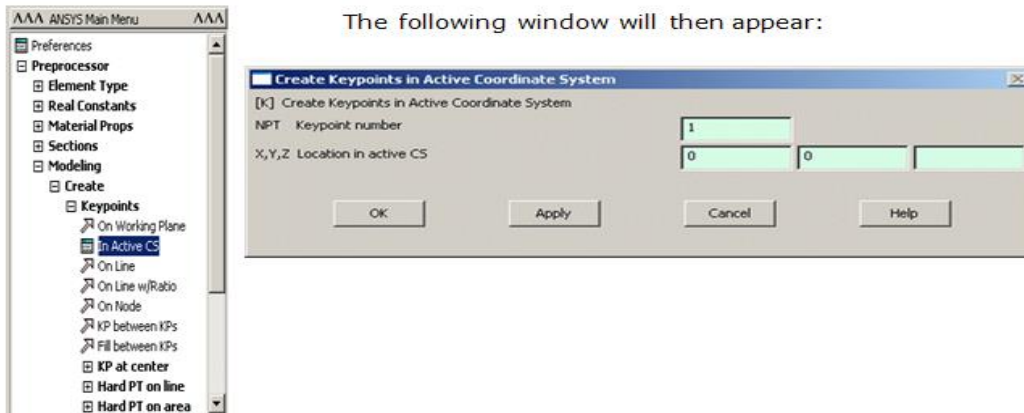 ΛΛΛ ANSYS Main Menu ΛΛΛ
Preferences
Preprocessor
Element Type
Real Constants
Material Props
Sections
Modeling
Create
Keypoints
On Working Plane
In Active CS
On Line
On Line w/Ratio
On Node
KP between KPs
Fill between KPs
KP at center
Hard PT on line
Hard PT on area
The following window will then appear:
Create Keypoints in Active Coordinate System
[K] Create Keypoints in Active Coordinate System
NPT Keypoint number 1
X,Y,Z Location in active CS 0 0
OK Apply Cancel Help